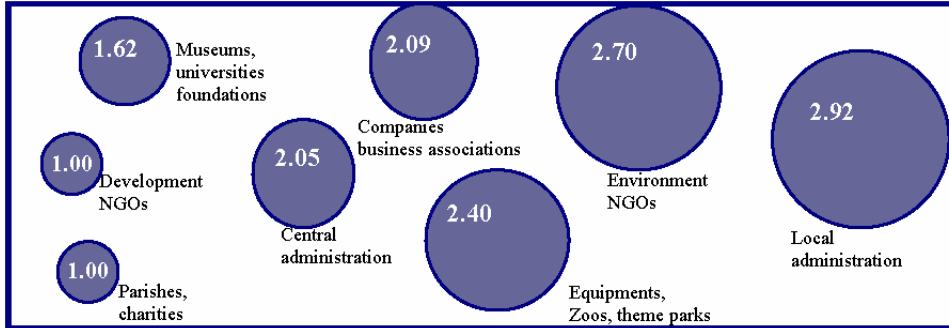 1.62
Museums,
universities
foundations
2.09
Companies
business associations
2.70
Environment
NGOs
2.92
Local
administration
1.00
Development
NGOs
2.05
Central
administration
2.40
Equipments,
Zoos, theme parks
1.00
Parishes,
charities